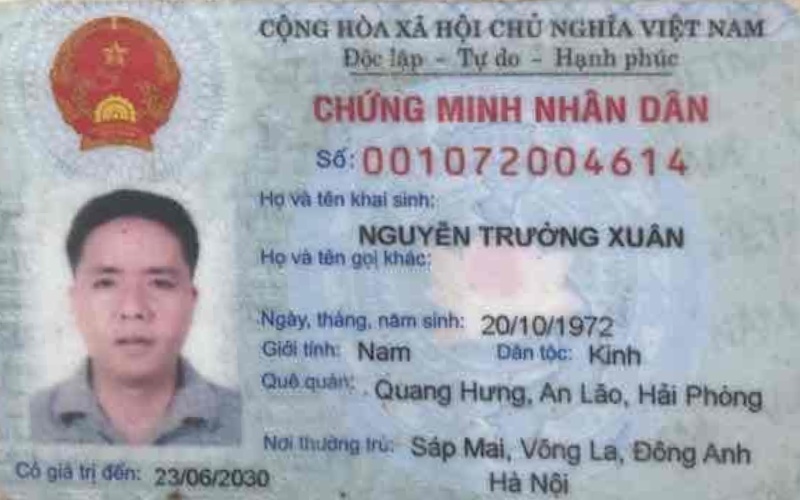 CỘNG HÒA XÃ HỘI CHỦ NGHĨA VIỆT NAM
Độc lập - Tự do - Hạnh phúc
CHỨNG MINH NHÂN DÂN
Số: 001072004614
Họ và tên khai sinh:
NGUYỄN TRƯỜNG XUÂN
Họ và tên gọi khác:
Ngày, tháng, năm sinh: 20/10/1972
Giới tính: Nam Dân tộc: Kinh
Quê quán: Quang Hưng, An Lão, Hải Phòng
Nơi thường trú: Sáp Mai, Võng La, Đông Anh
Hà Nội
Có giá trị đến: 23/06/2030